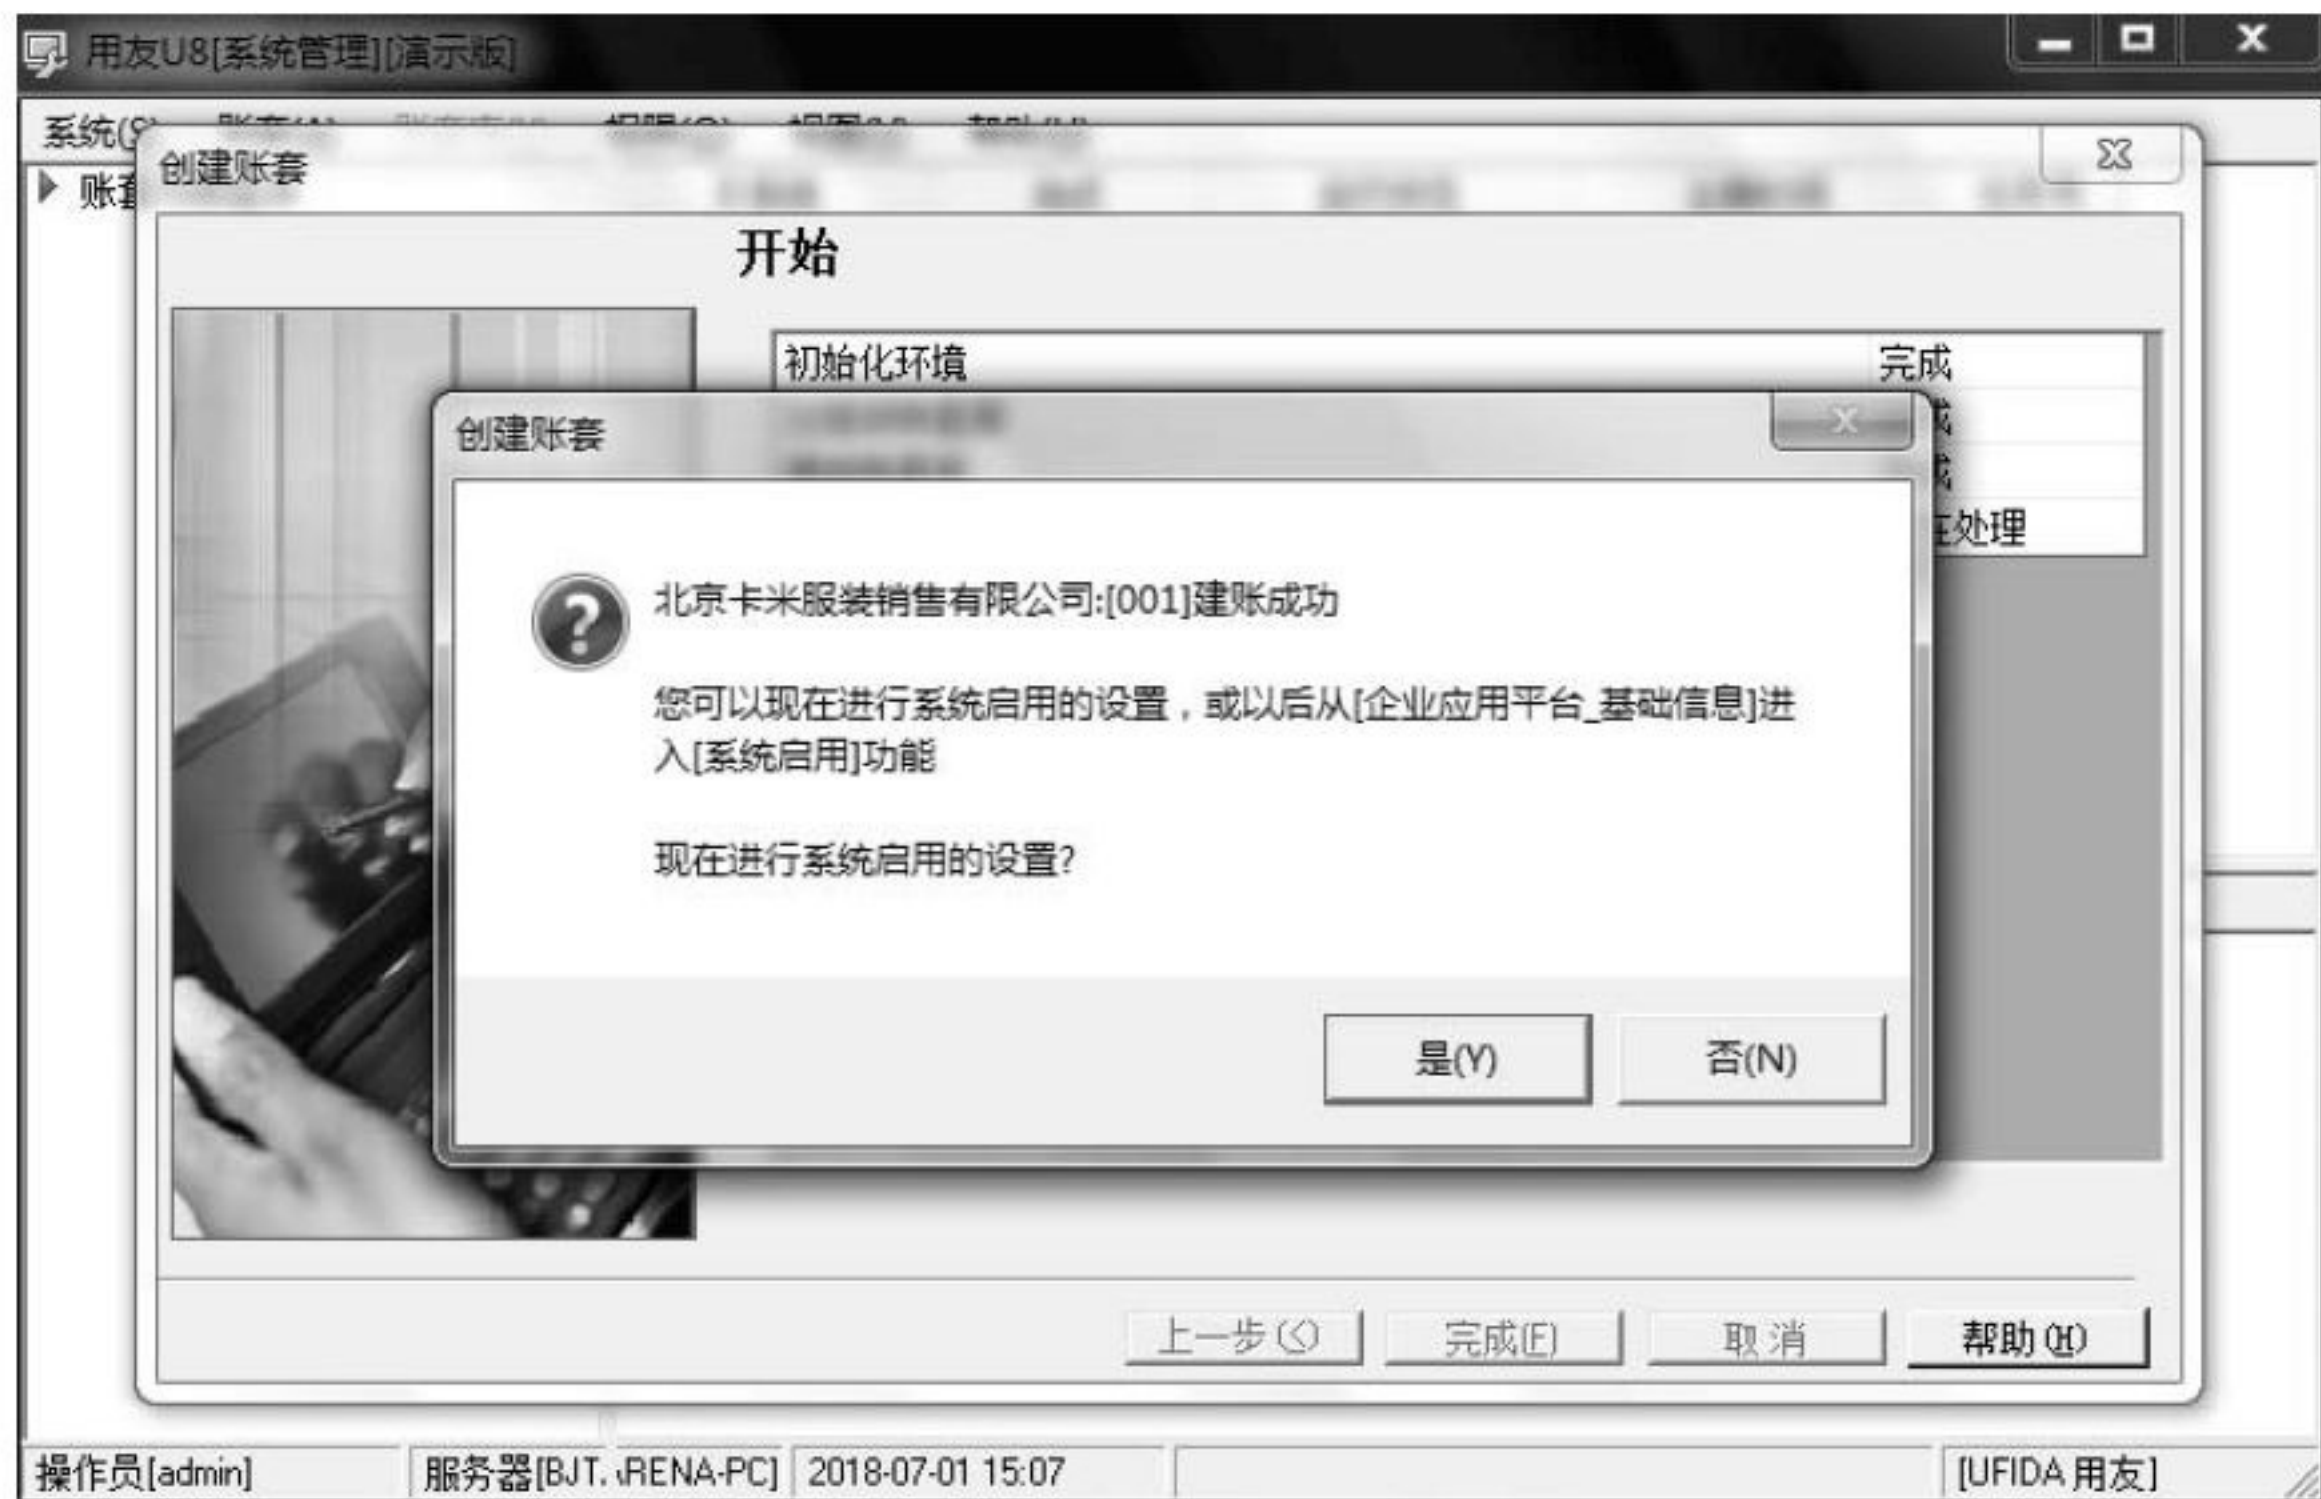 用友U8[系统管理][演示版]
系统(S)
创建账套
开始
初始化环境 完成
创建账套
在处理
北京卡米服装销售有限公司:[001]建账成功
您可以现在进行系统启用的设置，或以后从[企业应用平台_基础信息]进
入[系统启用]功能
现在进行系统启用的设置?
是(Y) 否(N)
上一步(<) 完成(F) 取消 帮助(H)
操作员[admin] 服务器[BJT. 2018-07-01 15:07 [UFIDA用友]